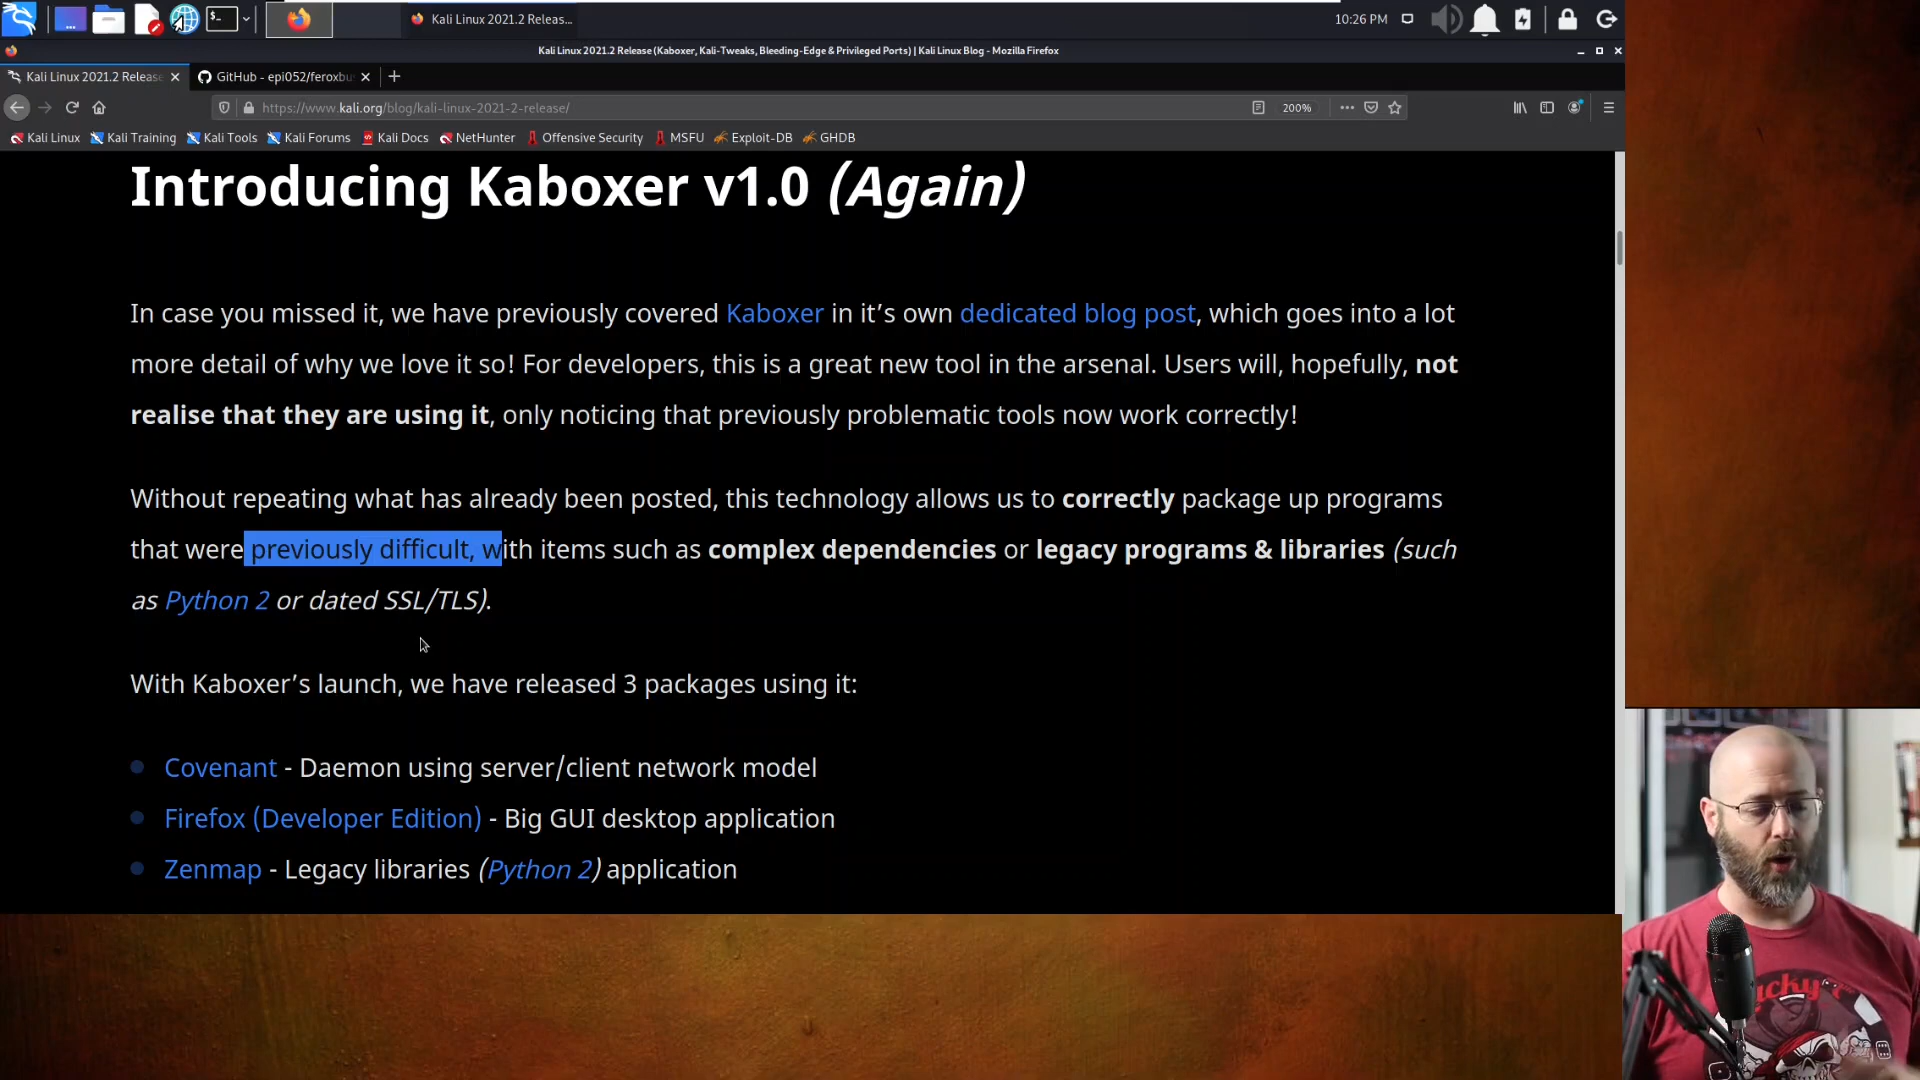 Kali Linux 2021.2 Releas...
10:26 PM
Kali Linux 2021.2 Release (Kaboxer, Kali-Tweaks, Bleeding-Edge & Privileged Ports) | Kali Linux Blog - Mozilla Firefox
Kali Linux 2021.2 Release
GitHub - epi052/feroxbu
https://www.kali.org/blog/kali-linux-2021-2-release/
200%
Kali Linux Kali Training Kali Tools Kali Forums Kali Docs NetHunter Offensive Security MSFU Exploit-DB GHDB
Introducing Kaboxer v1.0 (Again)
In case you missed it, we have previously covered Kaboxer in it’s own dedicated blog post, which goes into a lot
more detail of why we love it so! For developers, this is a great new tool in the arsenal. Users will, hopefully, not
realise that they are using it, only noticing that previously problematic tools now work correctly!
Without repeating what has already been posted, this technology allows us to correctly package up programs
that were previously difficult, with items such as complex dependencies or legacy programs & libraries (such
as Python 2 or dated SSL/TLS).
With Kaboxer’s launch, we have released 3 packages using it:
Covenant - Daemon using server/client network model
Firefox (Developer Edition) - Big GUI desktop application
Zenmap - Legacy libraries (Python 2) application